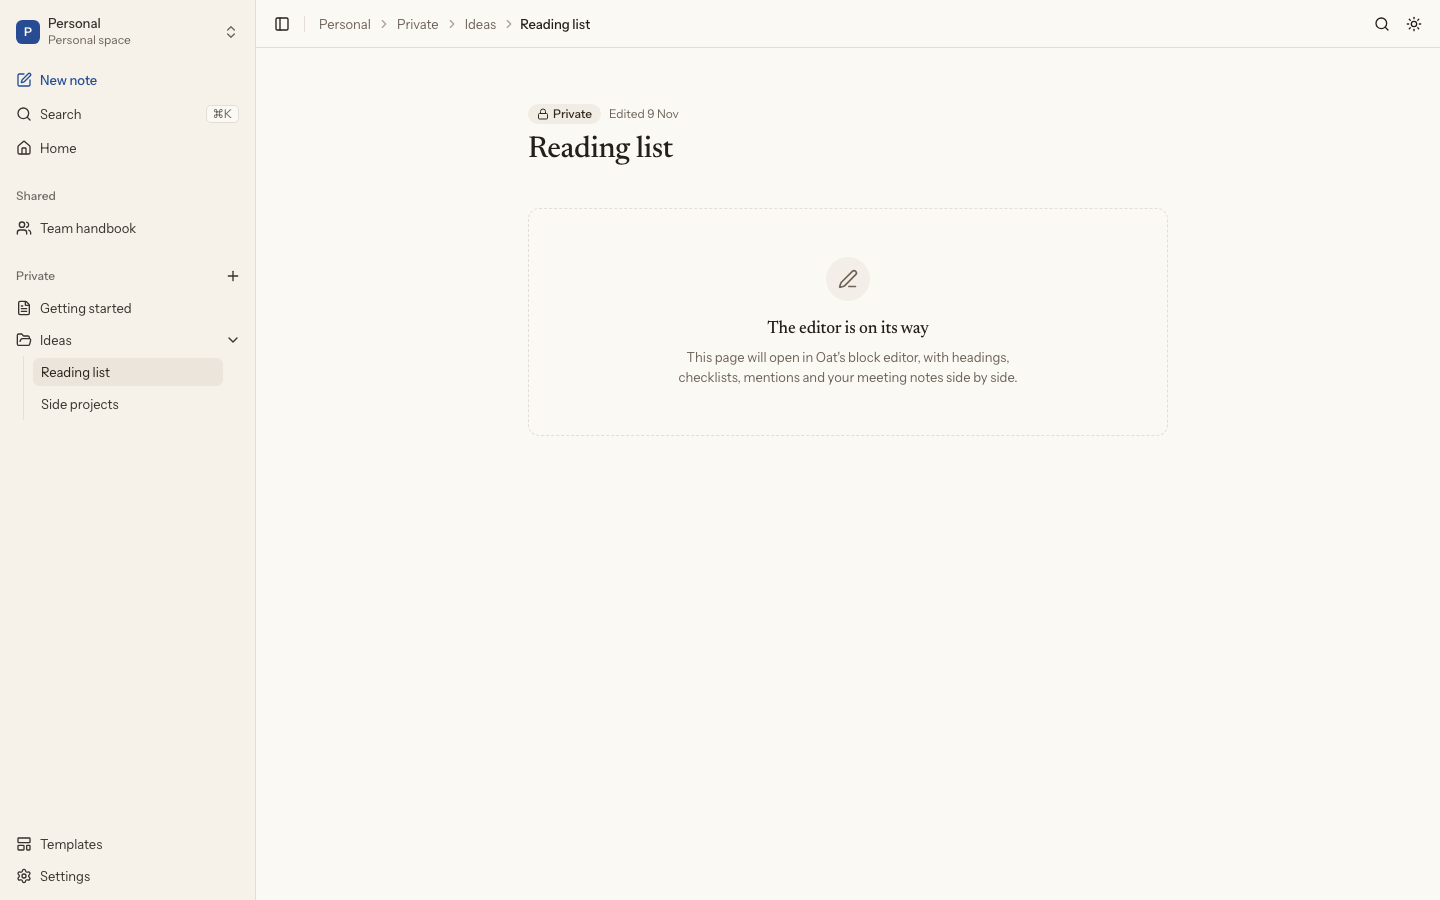 P
Personal
Personal space
New note
Search ⌘K
Home
Shared
Team handbook
Private
Getting started
Ideas
Reading list
Side projects
Templates
Settings
Personal Private Ideas Reading list
Private Edited 9 Nov
Reading list
The editor is on its way
This page will open in Oat's block editor, with headings,
checklists, mentions and your meeting notes side by side.